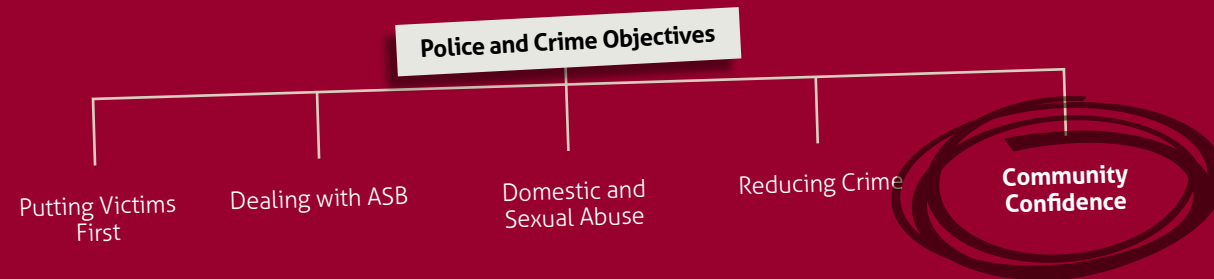 Police and Crime Objectives
Putting Victims
First
Dealing with ASB
Domestic and
Sexual Abuse
Reducing Crime
Community
Confidence